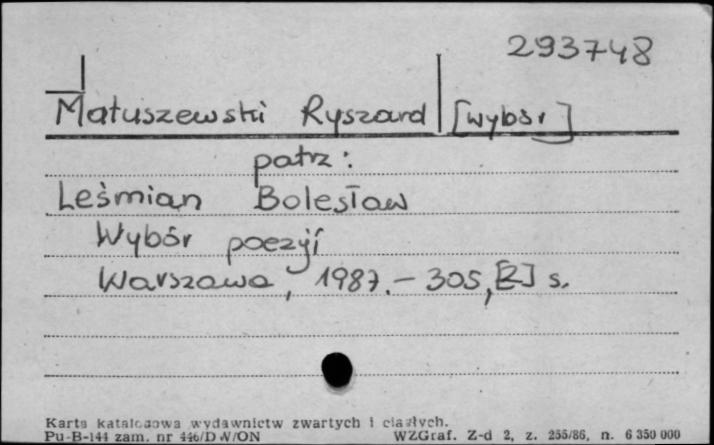 293748
Matuszewski Ryszard [wybór]
patrz:
Leśmian Bolesław
Wybór poezji
Warszawa, 1987.- 305, [2] s.
Karta katalogowa wydawnictw zwartych i ciągłych.
Pu-B-144 zam. nr 446/DW/ON WZGraf. Z-d 2, z. 255/86, n. 6 350 000